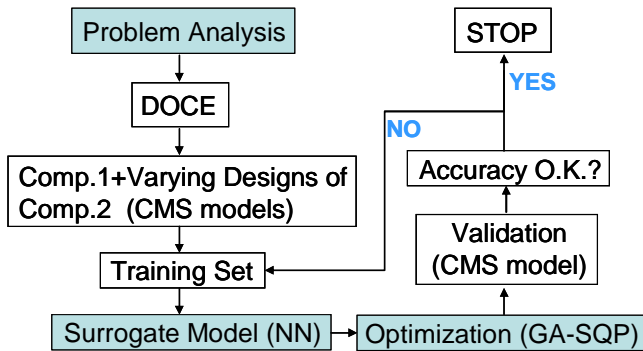 Problem Analysis
DOCE
Comp.1+Varying Designs of
Comp.2 (CMS models)
Training Set
Surrogate Model (NN)
Optimization (GA-SQP)
Validation
(CMS model)
Accuracy O.K.?
NO
YES
STOP